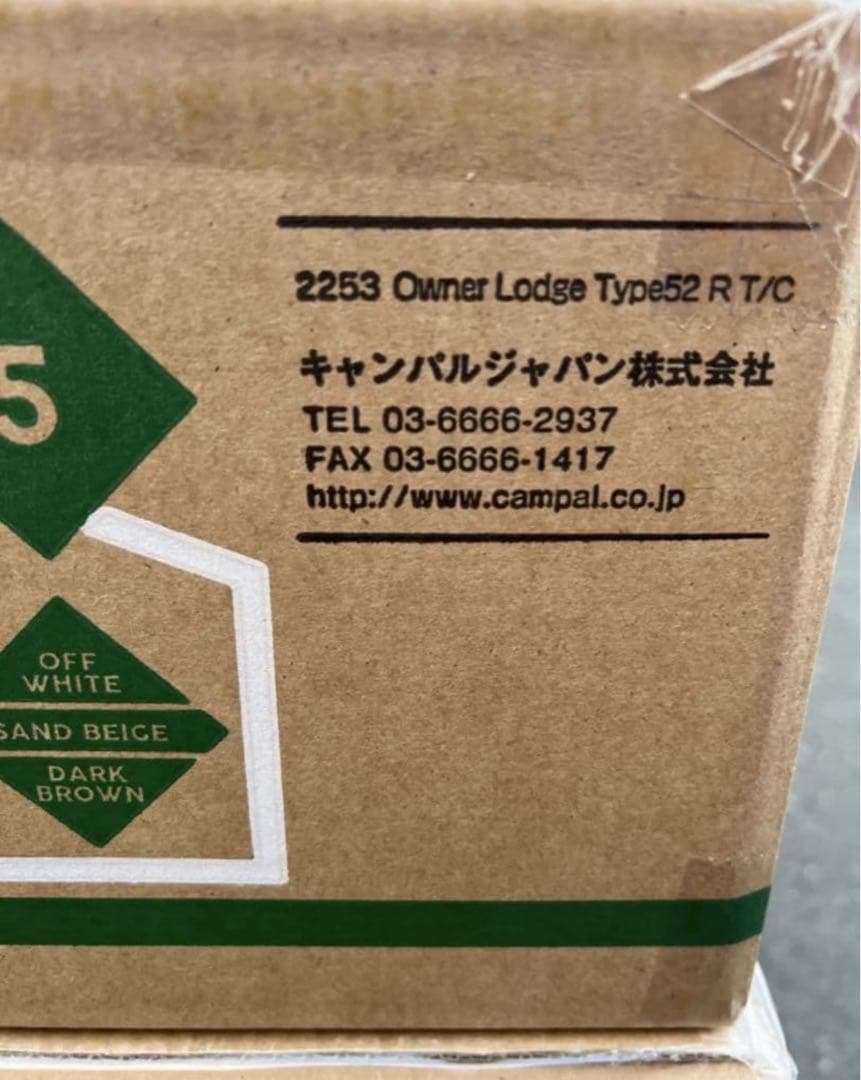 2253 Owner Lodge Type52 R T/C
キャンパルジャパン株式会社
TEL 03-6666-2937
FAX 03-6666-1417
http://www.campal.co.jp
5
OFF
WHITE
SAND BEIGE
DARK
BROWN